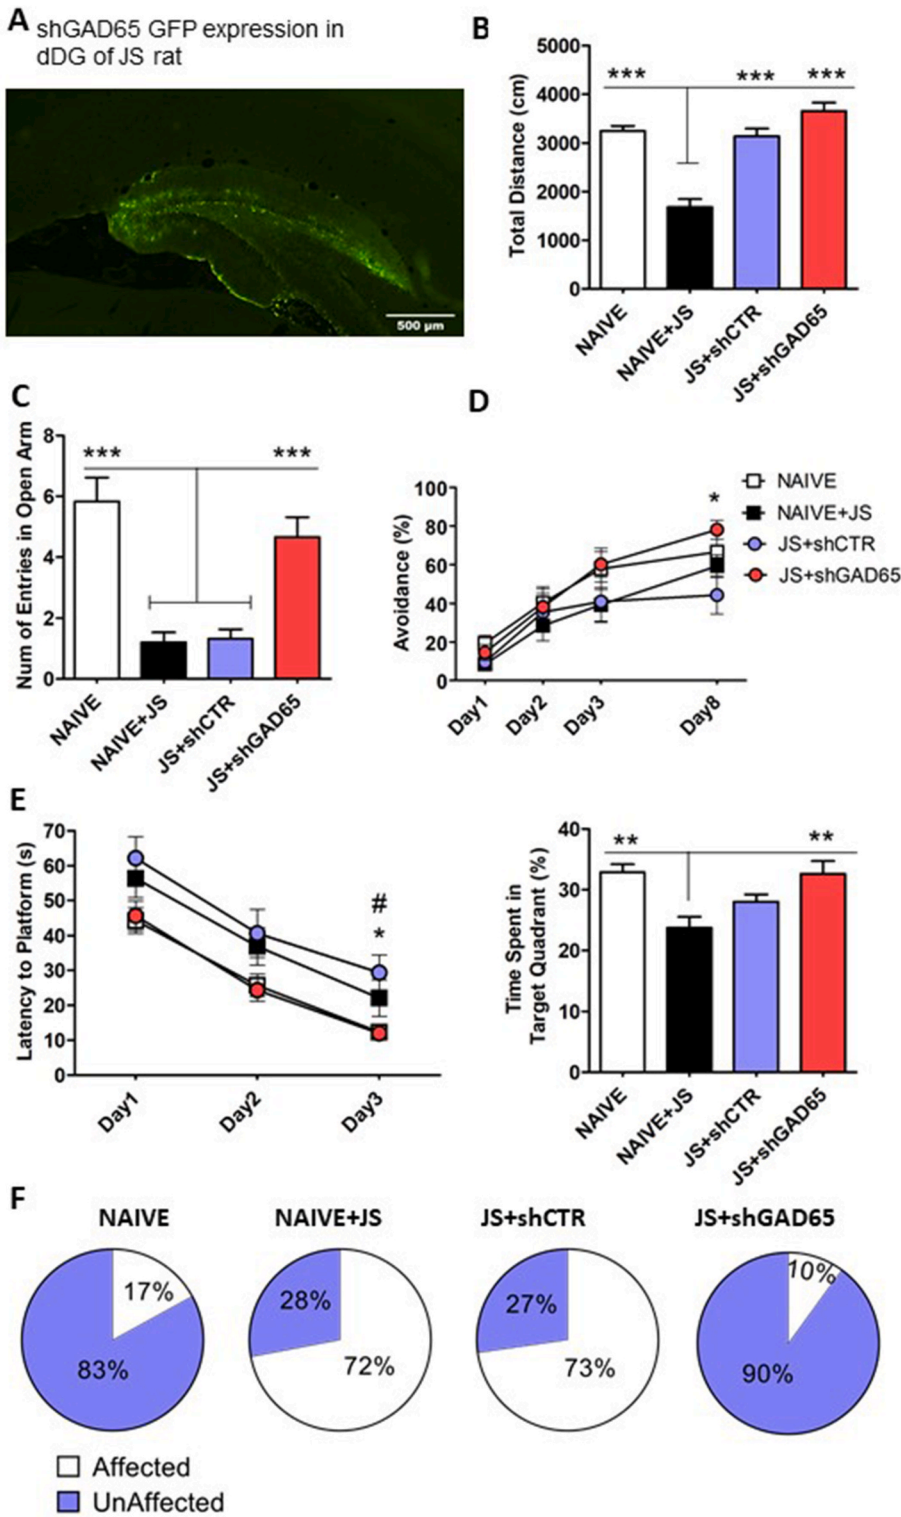 A
shGAD65 GFP expression in
dDG of JS rat
500 µm
B
Total Distance (cm)
5000
4000
3000
2000
1000
0
***
***
***
NAIVE
NAIVE+JS
JS+shCTR
JS+shGAD65
C
Num of Entries in Open Arm
8
6
4
2
0
***
***
NAIVE
NAIVE+JS
JS+shCTR
JS+shGAD65
D
Avoidance (%)
100
80
60
40
20
0
*
Day1
Day2
Day3
Day8
NAIVE
NAIVE+JS
JS+shCTR
JS+shGAD65
E
Latency to Platform (s)
70
60
50
40
30
20
10
0
#
*
Day1
Day2
Day3
Time Spent in
Target Quadrant (%)
40
30
20
10
0
**
**
NAIVE
NAIVE+JS
JS+shCTR
JS+shGAD65
F
NAIVE
17%
83%
NAIVE+JS
28%
72%
JS+shCTR
27%
73%
JS+shGAD65
10%
90%
Affected
UnAffected